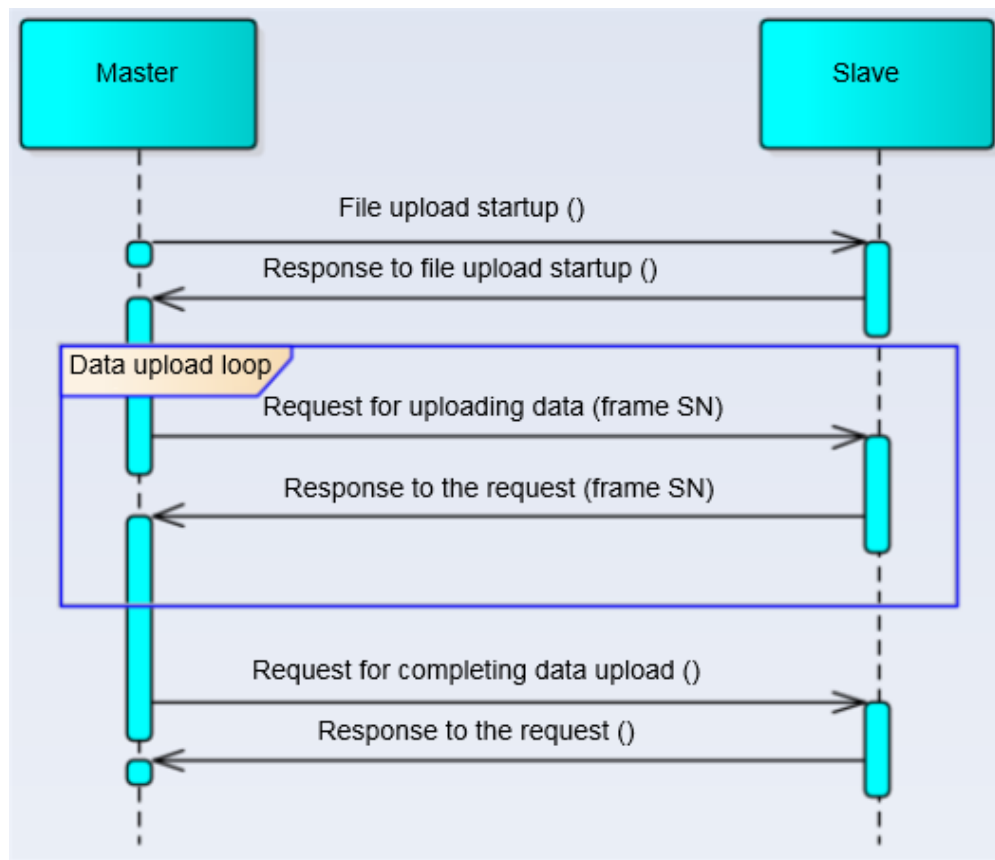 Master
Slave
File upload startup ()
Response to file upload startup ()
Data upload loop
Request for uploading data (frame SN)
Response to the request (frame SN)
Request for completing data upload ()
Response to the request ()